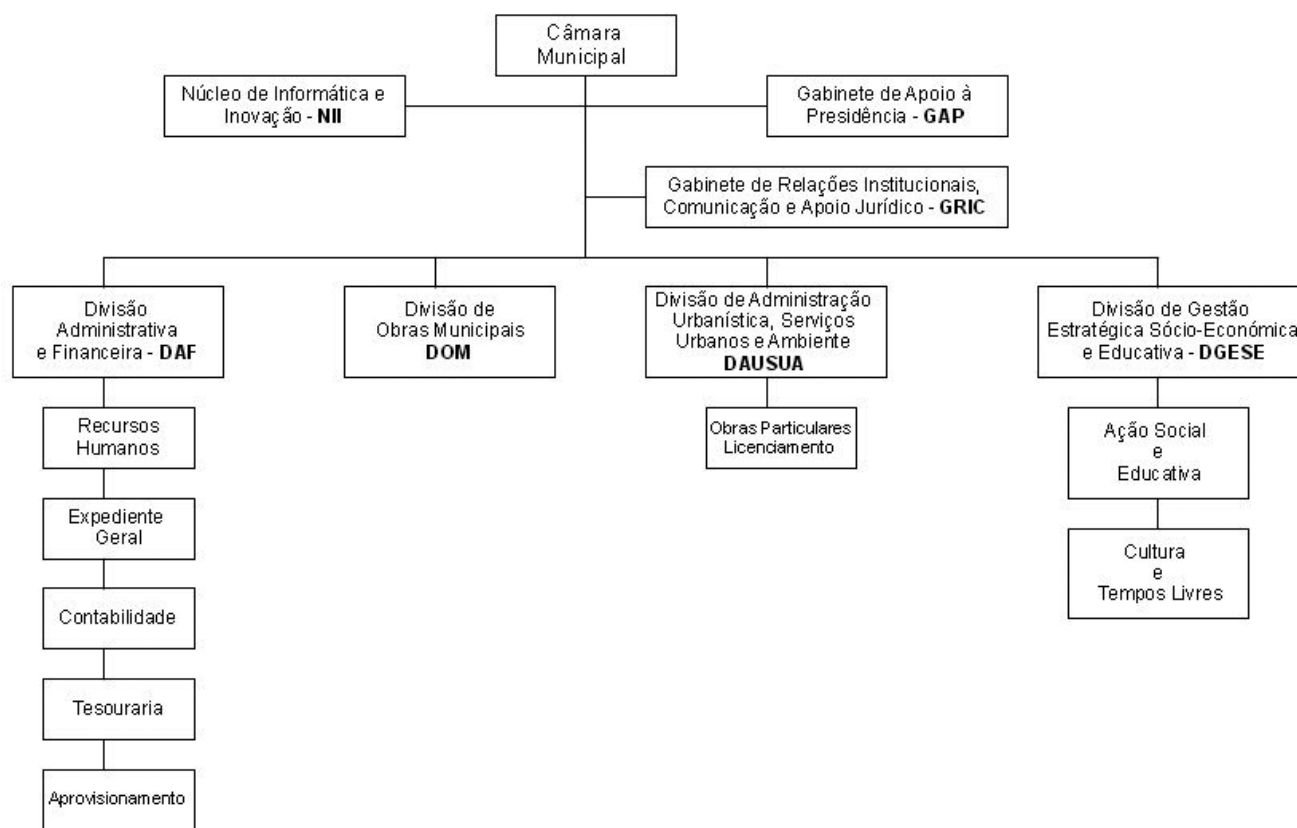 Câmara
Municipal
Núcleo de Informática e
Inovação - NII
Gabinete de Apoio à
Presidência - GAP
Gabinete de Relações Institucionais,
Comunicação e Apoio Jurídico - GRIC
Divisão
Administrativa
e Financeira - DAF
Divisão de
Obras Municipais
DOM
Divisão de Administração
Urbanística, Serviços
Urbanos e Ambiente
DAUSUA
Divisão de Gestão
Estratégica Sócio-Económica
e Educativa - DGESE
Recursos
Humanos
Obras Particulares
Licenciamento
Ação Social
e
Educativa
Expediente
Geral
Cultura
e
Tempos Livres
Contabilidade
Tesouraria
Aprovisionamento